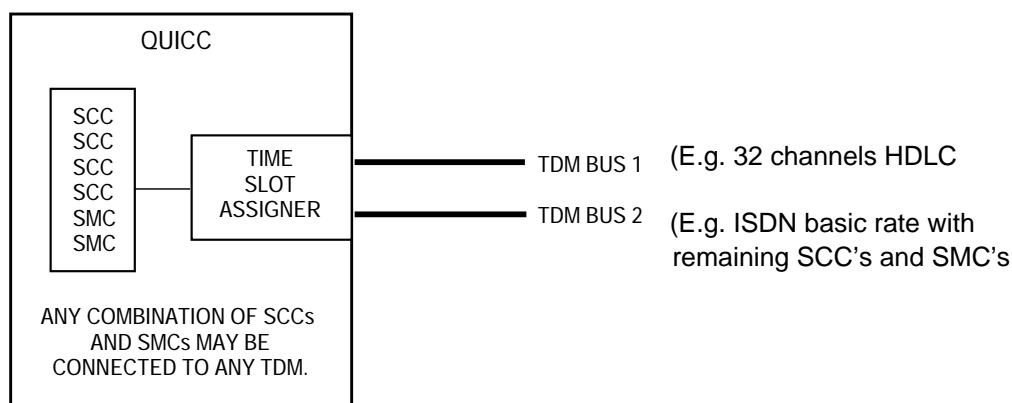 QUICC
SCC
SCC
SCC
SCC
SMC
SMC
TIME
SLOT
ASSIGNER
TDM BUS 1
(E.g. 32 channels HDLC
TDM BUS 2
(E.g. ISDN basic rate with
remaining SCC's and SMC's
ANY COMBINATION OF SCCs
AND SMCs MAY BE
CONNECTED TO ANY TDM.